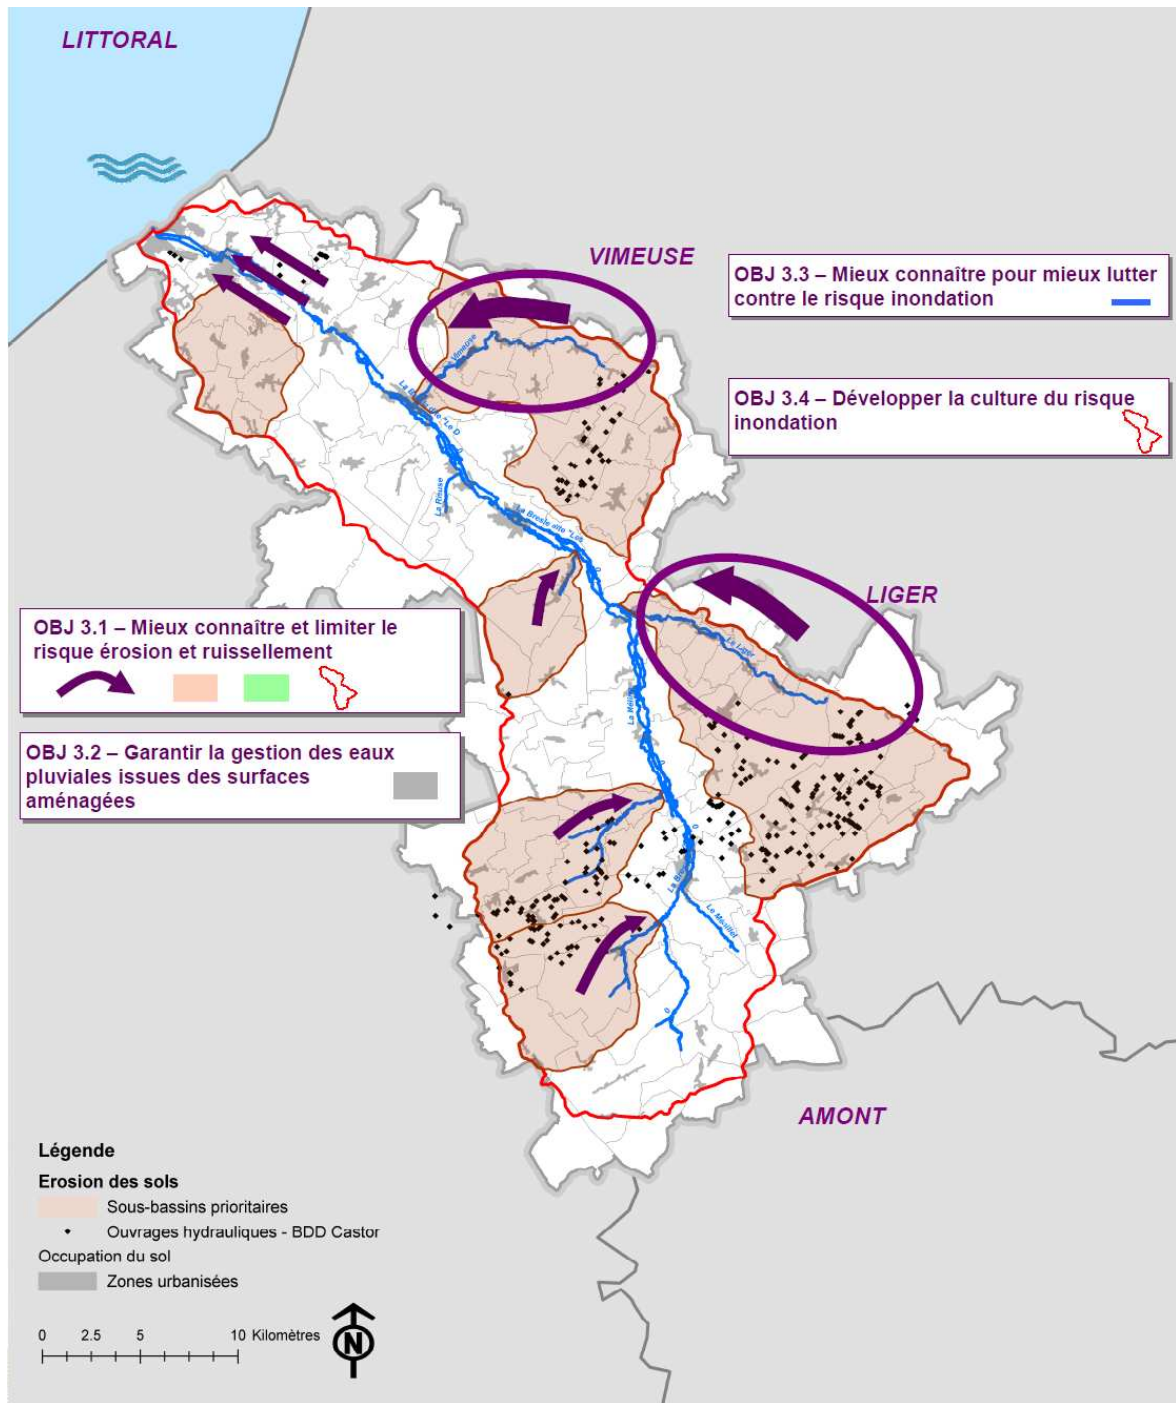 LITTORAL
VIMEUSE
OBJ 3.3 – Mieux connaître pour mieux lutter
contre le risque inondation
OBJ 3.4 – Développer la culture du risque
inondation
Vimeuse
La Rieuse
LIGER
Le Liger
OBJ 3.1 – Mieux connaître et limiter le
risque érosion et ruissellement
OBJ 3.2 – Garantir la gestion des eaux
pluviales issues des surfaces
aménagées
Le Ménillet
AMONT
Légende
Erosion des sols
Sous-bassins prioritaires
Ouvrages hydrauliques - BDD Castor
Occupation du sol
Zones urbanisées
0 2.5 5 10 Kilomètres
N